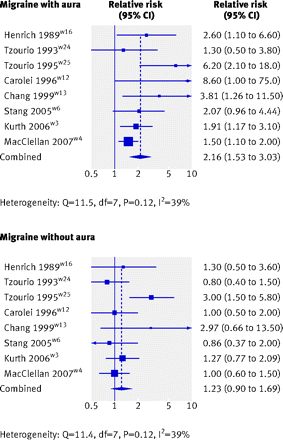 Migraine with aura Relative risk (95% CI) Relative risk (95% CI)
Henrich 1989w16 2.60 (1.10 to 6.60)
Tzourio 1993w24 1.30 (0.50 to 3.80)
Tzourio 1995w25 6.20 (2.10 to 18.0)
Carolel 1996w12 8.60 (1.00 to 75.0)
Chang 1999w13 3.81 (1.26 to 11.50)
Stang 2005w6 2.07 (0.96 to 4.44)
Kurth 2006w3 1.91 (1.17 to 3.10)
MacClellan 2007w4 1.50 (1.10 to 2.00)
Combined 2.16 (1.53 to 3.03)
0.5 1 2 5 10
Heterogeneity: Q=11.5, df=7, P=0.12, I2=39%
Migraine without aura
Henrich 1989w16 1.30 (0.50 to 3.60)
Tzourio 1993w24 0.80 (0.40 to 1.50)
Tzourio 1995w25 3.00 (1.50 to 5.80)
Carolel 1996w12 1.00 (0.50 to 2.00)
Chang 1999w13 2.97 (0.66 to 13.50)
Stang 2005w6 0.86 (0.37 to 2.00)
Kurth 2006w3 1.27 (0.77 to 2.09)
MacClellan 2007w4 1.00 (0.60 to 1.50)
Combined 1.23 (0.90 to 1.69)
0.5 1 2 5 10
Heterogeneity: Q=11.4, df=7, P=0.12, I2=39%